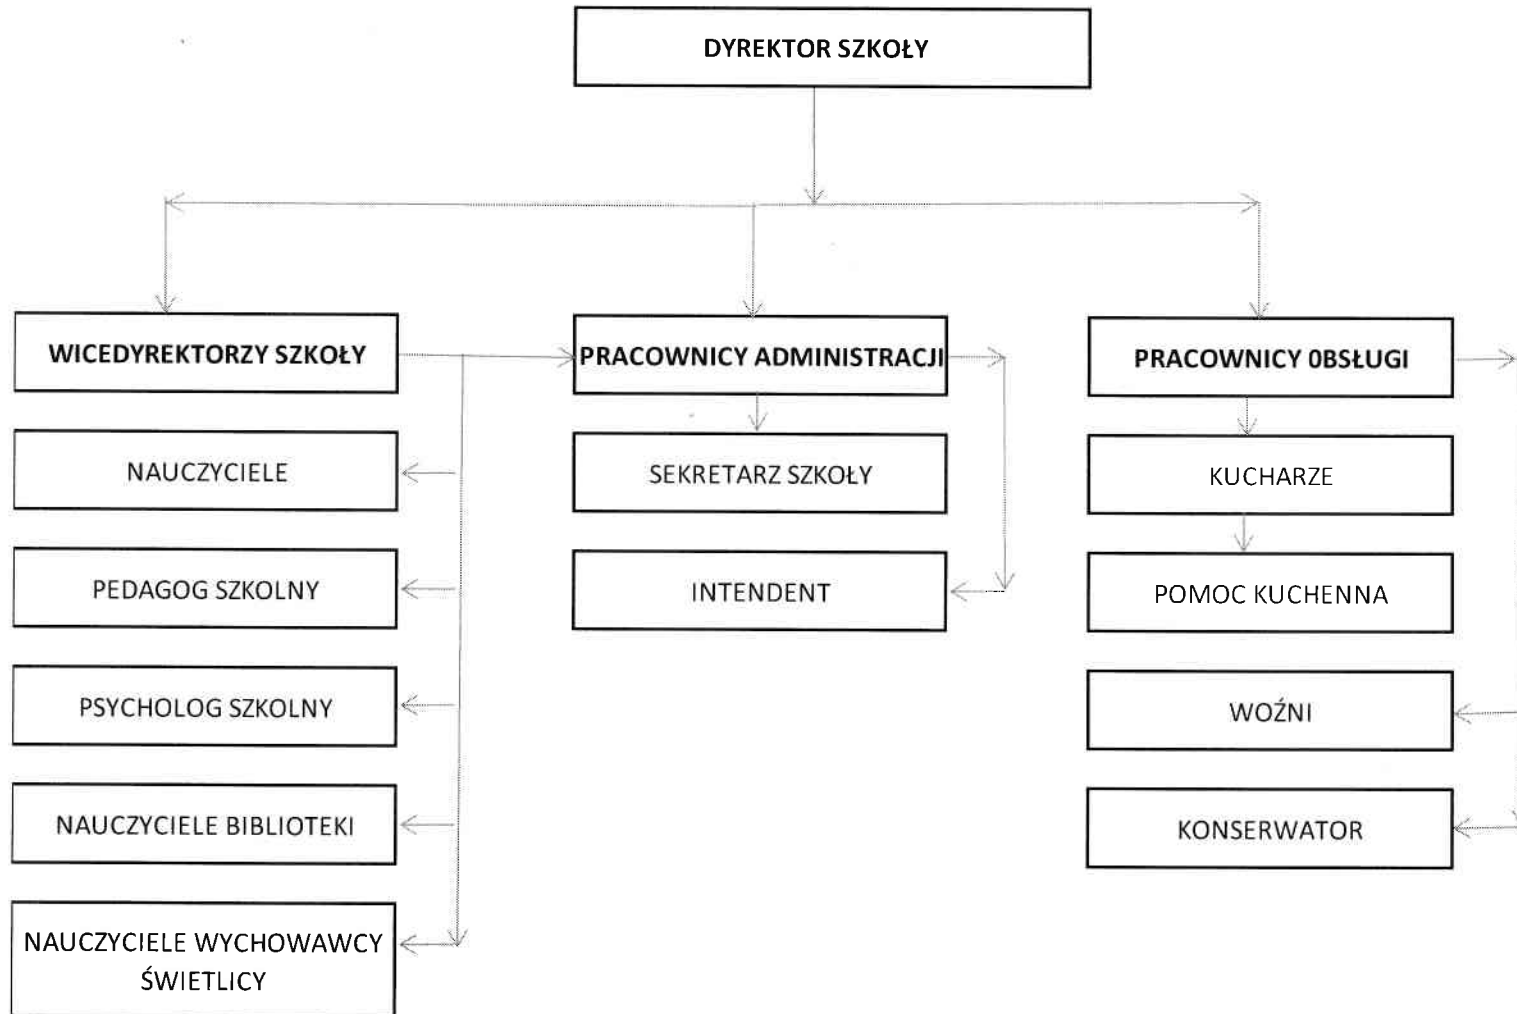 DYREKTOR SZKOŁY
WICEDYREKTORZY SZKOŁY
PRACOWNICY ADMINISTRACJI
PRACOWNICY 0BSŁUGI
NAUCZYCIELE
SEKRETARZ SZKOŁY
KUCHARZE
PEDAGOG SZKOLNY
INTENDENT
POMOC KUCHENNA
PSYCHOLOG SZKOLNY
WOŹNI
NAUCZYCIELE BIBLIOTEKI
KONSERWATOR
NAUCZYCIELE WYCHOWAWCY
ŚWIETLICY